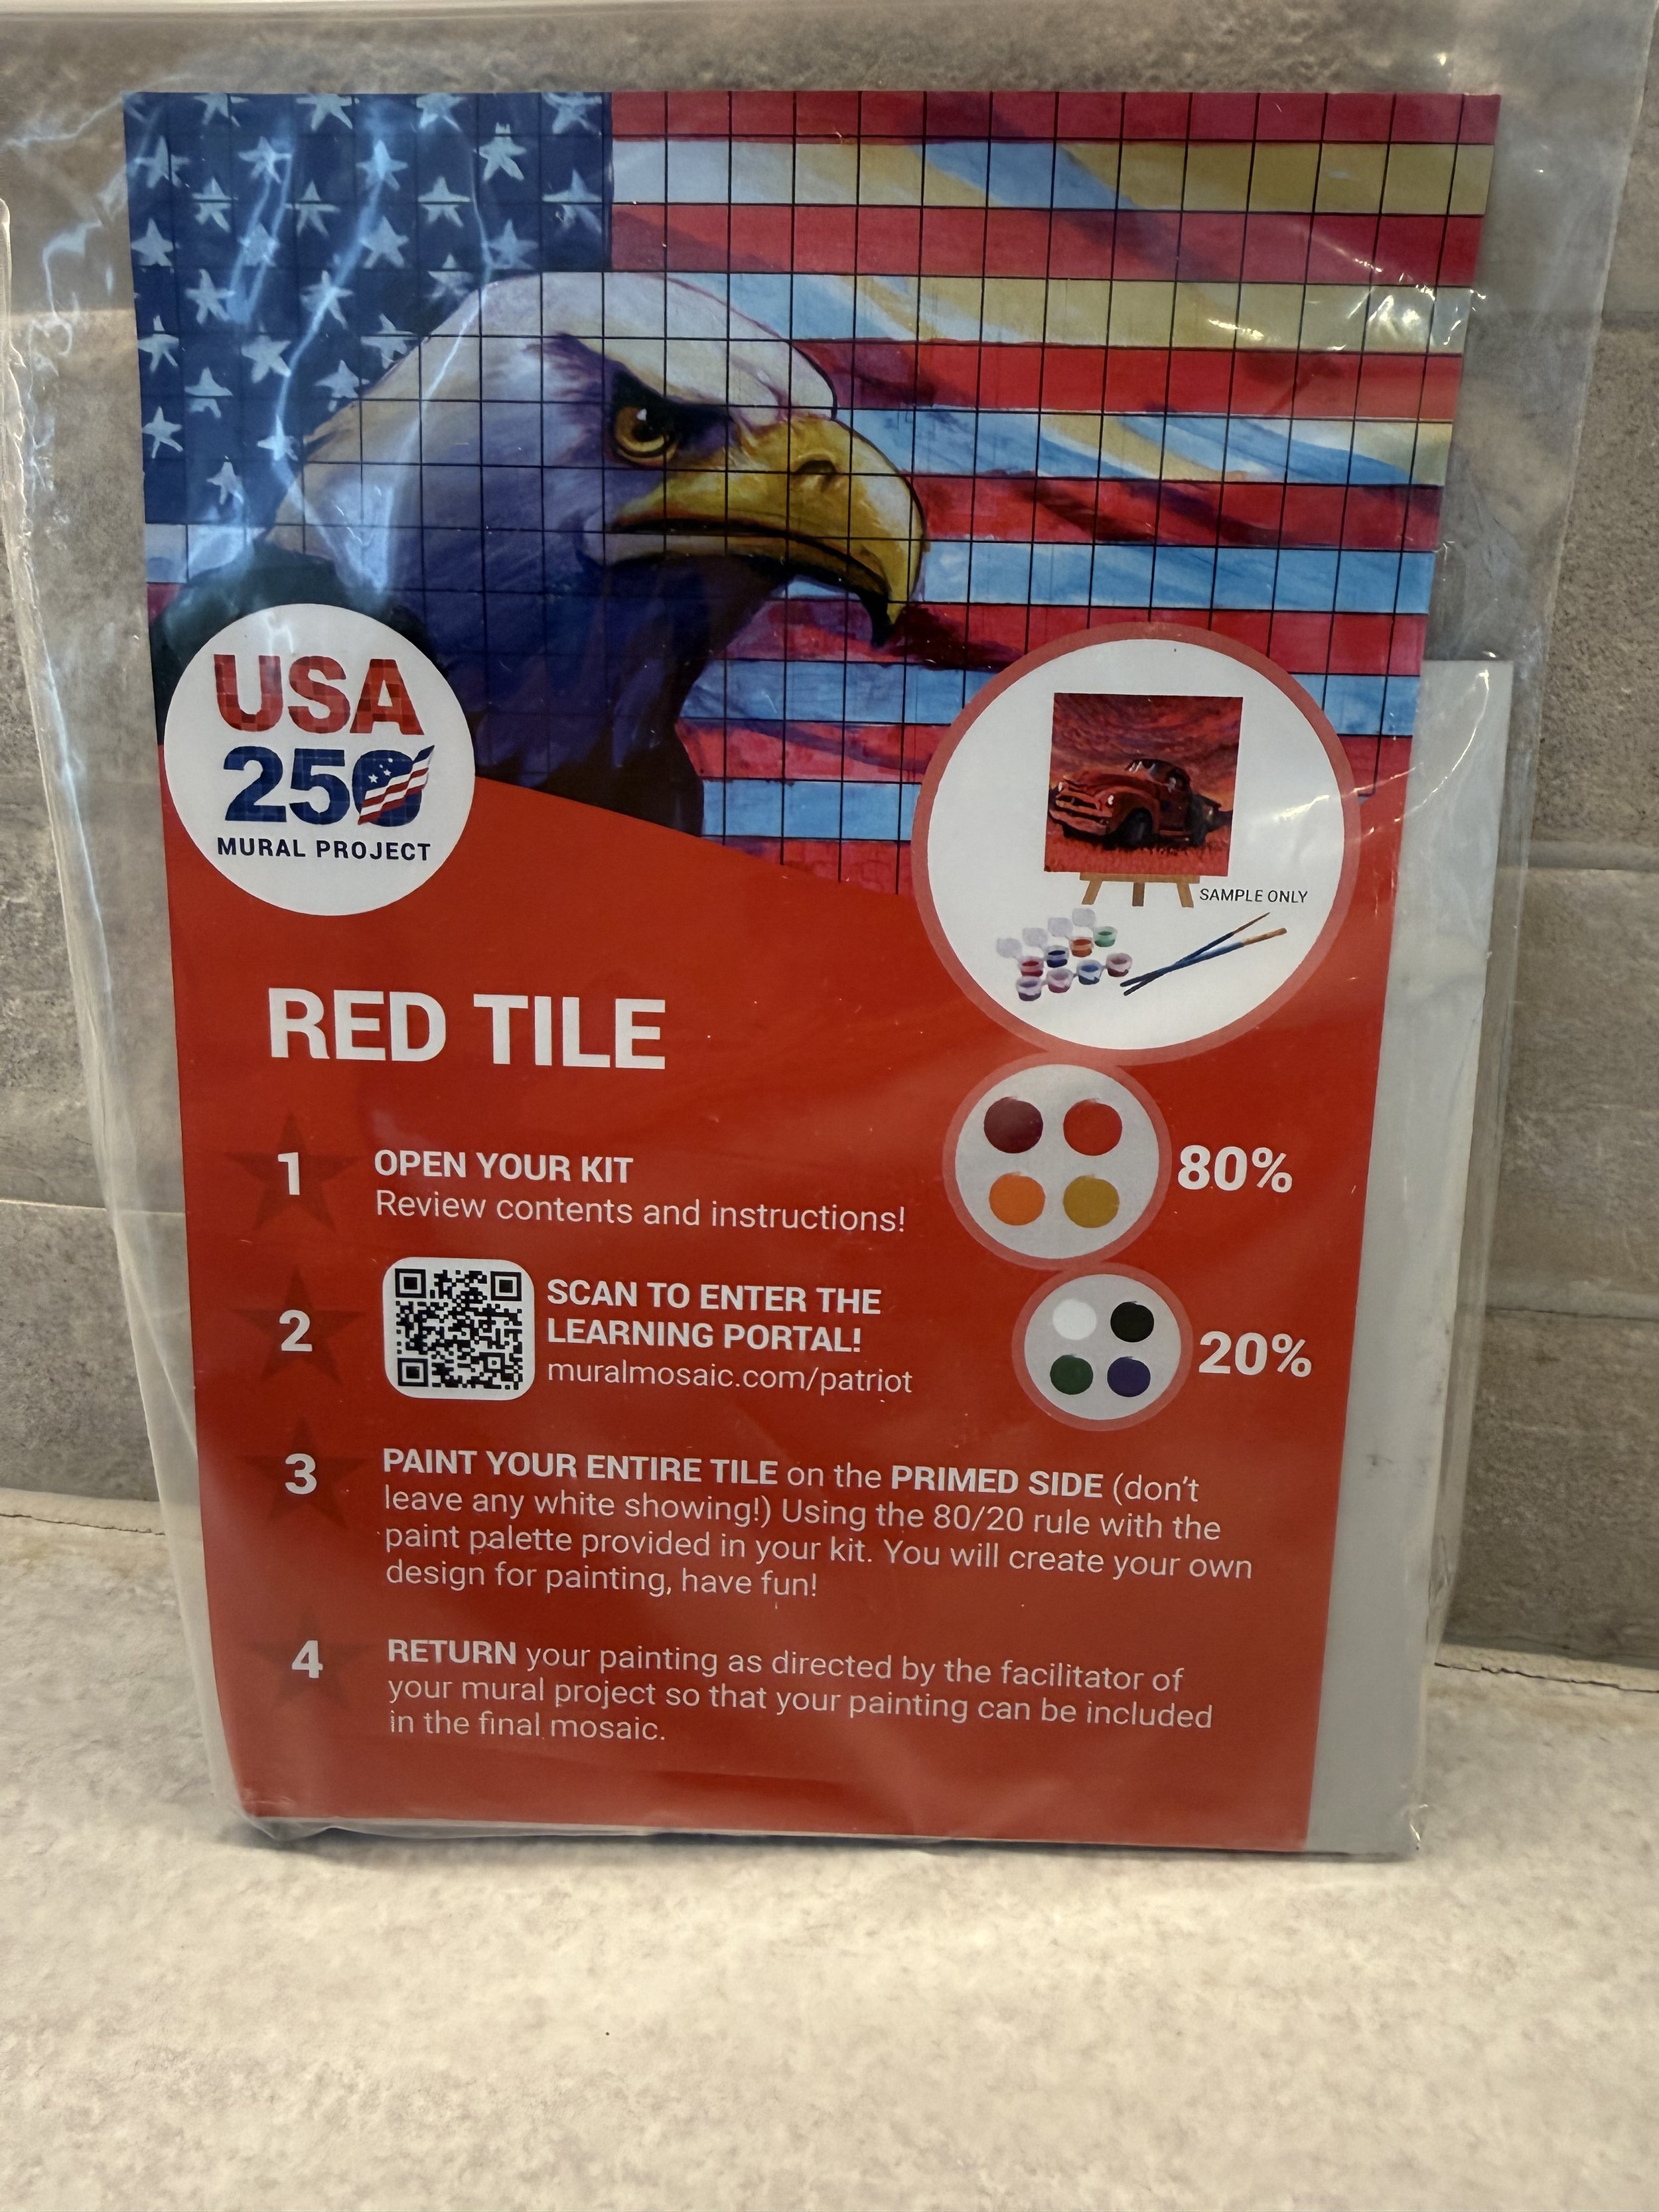 USA
250
MURAL PROJECT
SAMPLE ONLY
RED TILE
1
OPEN YOUR KIT
Review contents and instructions!
80%
2
SCAN TO ENTER THE
LEARNING PORTAL!
muralmosaic.com/patriot
20%
3
PAINT YOUR ENTIRE TILE on the PRIMED SIDE (don't
leave any white showing!) Using the 80/20 rule with the
paint palette provided in your kit. You will create your own
design for painting, have fun!
4
RETURN your painting as directed by the facilitator of
your mural project so that your painting can be included
in the final mosaic.